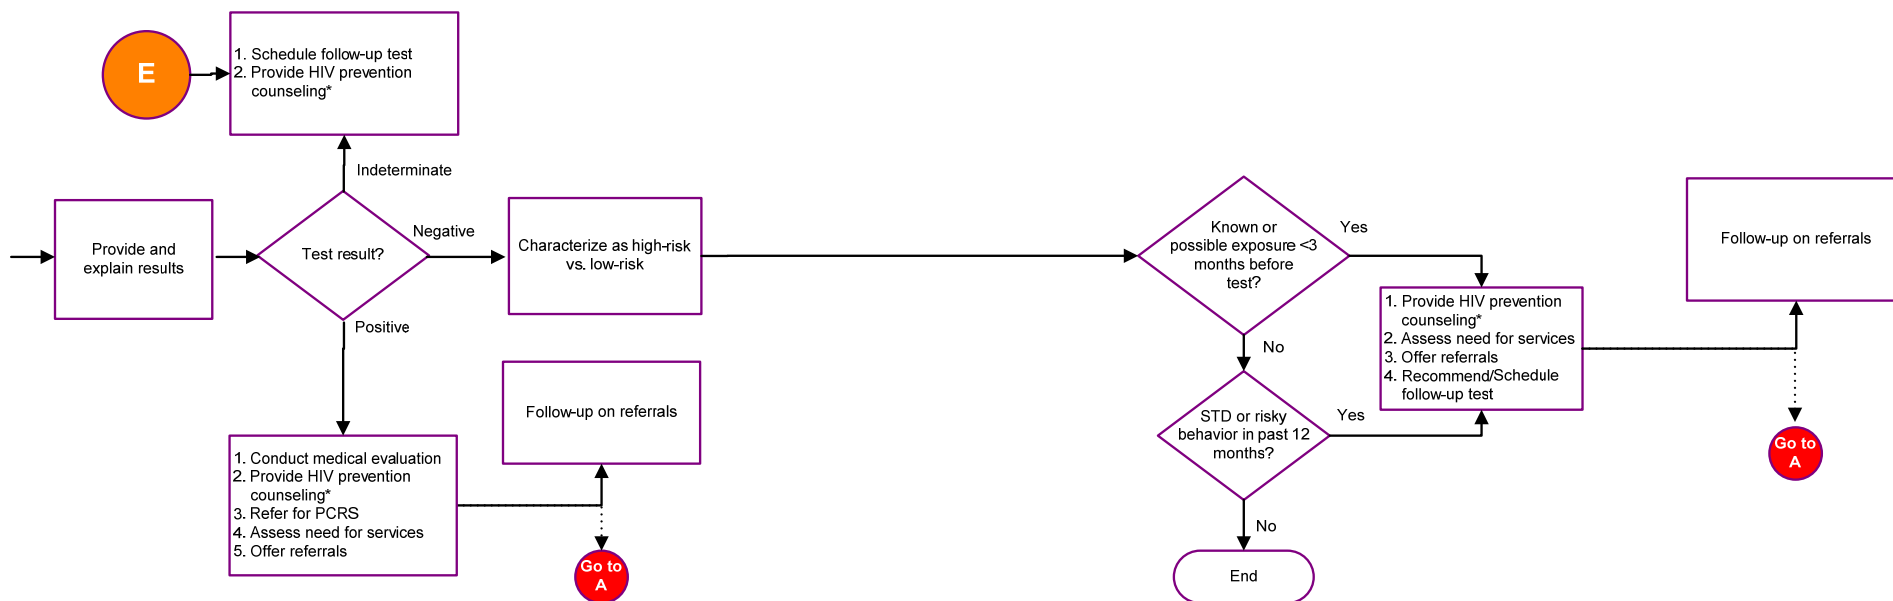 E
1. Schedule follow-up test
2. Provide HIV prevention
counseling*
Indeterminate
Provide and
explain results
Test result?
Negative
Positive
Characterize as high-risk
vs. low-risk
Known or
possible exposure <3
months before
test?
Yes
No
STD or risky
behavior in past 12
months?
Yes
No
End
1. Provide HIV prevention
counseling*
2. Assess need for services
3. Offer referrals
4. Recommend/Schedule
follow-up test
Follow-up on referrals
Go to
A
1. Conduct medical evaluation
2. Provide HIV prevention
counseling*
3. Refer for PCRS
4. Assess need for services
5. Offer referrals
Follow-up on referrals
Go to
A